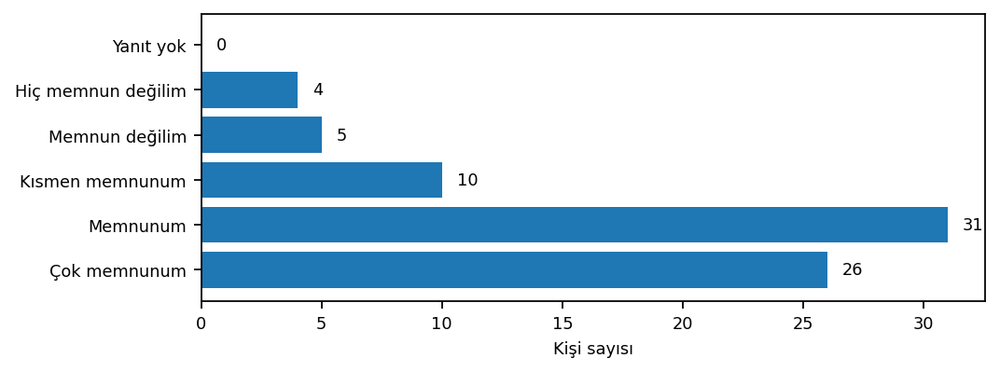 Yanıt yok 0
Hiç memnun değilim 4
Memnun değilim 5
Kısmen memnunum 10
Memnunum 31
Çok memnunum 26
0 5 10 15 20 25 30
Kişi sayısı